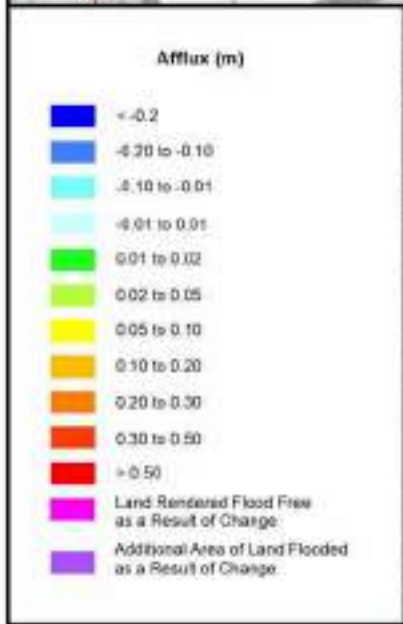 Afflux (m)
< -0.2
-0.20 to -0.10
-0.10 to -0.01
-0.01 to 0.01
0.01 to 0.02
0.02 to 0.05
0.05 to 0.10
0.10 to 0.20
0.20 to 0.30
0.30 to 0.50
> 0.50
Land Rendered Flood Free
as a Result of Change
Additional Area of Land Flooded
as a Result of Change